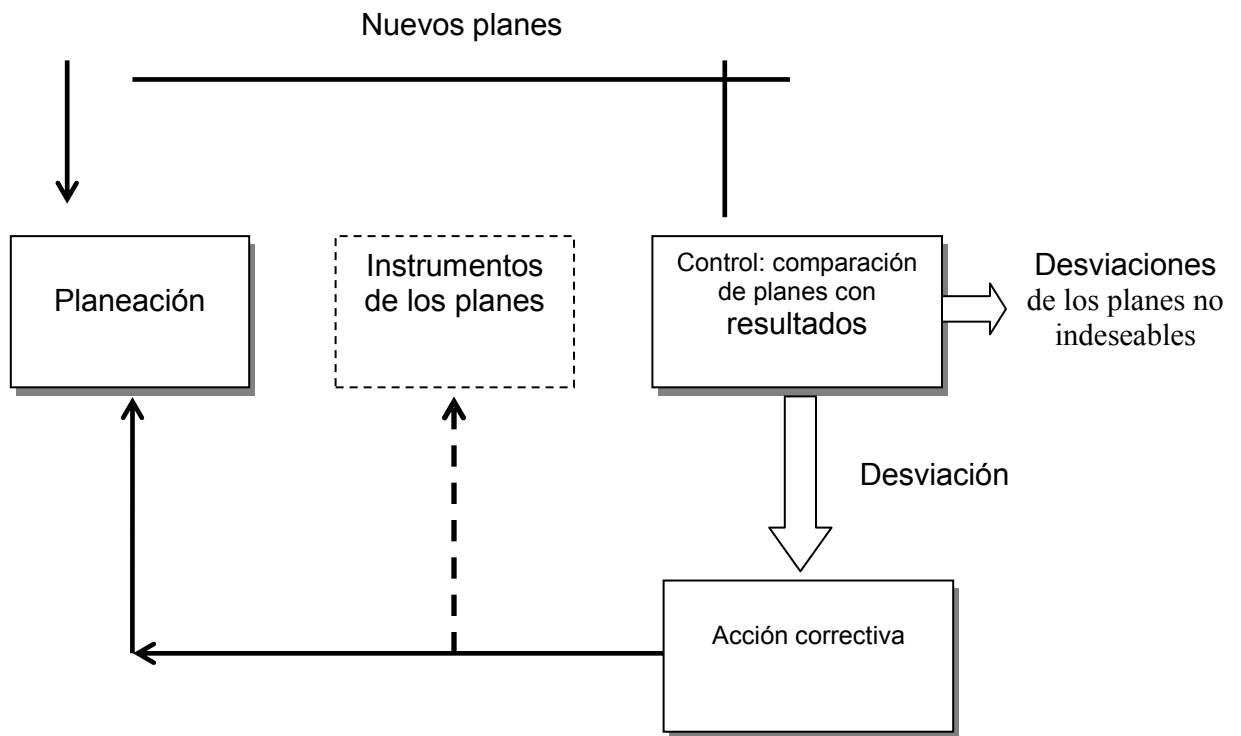 Nuevos planes
Planeación
Instrumentos
de los planes
Control: comparación
de planes con
resultados
Desviaciones
de los planes no
indeseables
Desviación
Acción correctiva